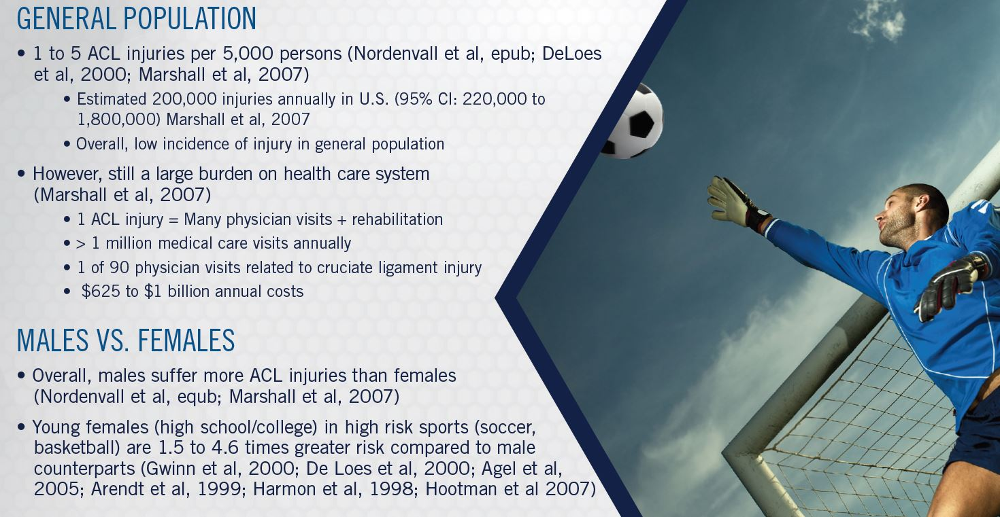 GENERAL POPULATION
• 1 to 5 ACL injuries per 5,000 persons (Nordenvall et al, epub; DeLoes
et al, 2000; Marshall et al, 2007)
• Estimated 200,000 injuries annually in U.S. (95% CI: 220,000 to
1,800,000) Marshall et al, 2007
• Overall, low incidence of injury in general population
• However, still a large burden on health care system
(Marshall et al, 2007)
• 1 ACL injury = Many physician visits + rehabilitation
• > 1 million medical care visits annually
• 1 of 90 physician visits related to cruciate ligament injury
• $625 to $1 billion annual costs
MALES VS. FEMALES
• Overall, males suffer more ACL injuries than females
(Nordenvall et al, equb; Marshall et al, 2007)
• Young females (high school/college) in high risk sports (soccer,
basketball) are 1.5 to 4.6 times greater risk compared to male
counterparts (Gwinn et al, 2000; De Loes et al, 2000; Agel et al,
2005; Arendt et al, 1999; Harmon et al, 1998; Hootman et al 2007)